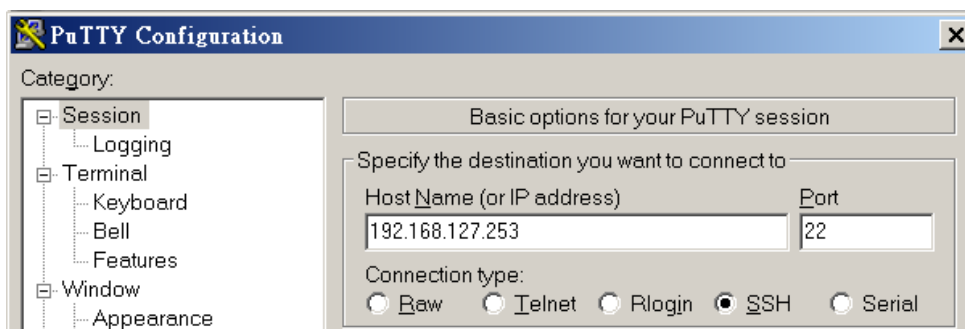 PuTTY Configuration
Category:
Session
Logging
Terminal
Keyboard
Bell
Features
Window
Appearance
Basic options for your PuTTY session
Specify the destination you want to connect to
Host Name (or IP address) Port
192.168.127.253 22
Connection type:
Raw Telnet Rlogin SSH Serial